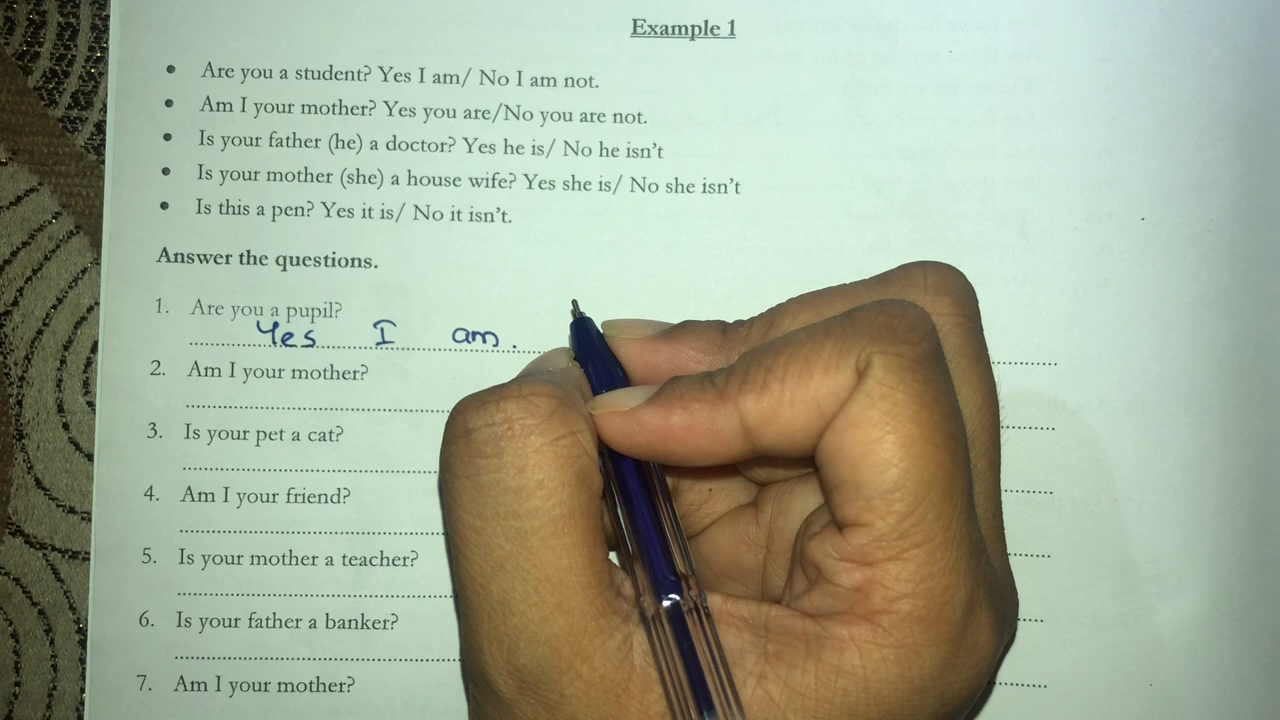 Example 1
• Are you a student? Yes I am/ No I am not.
• Am I your mother? Yes you are/No you are not.
• Is your father (he) a doctor? Yes he is/ No he isn't
• Is your mother (she) a house wife? Yes she is/ No she isn't
• Is this a pen? Yes it is/ No it isn't.
Answer the questions.
1. Are you a pupil?
Yes I am.
2. Am I your mother?
3. Is your pet a cat?
4. Am I your friend?
5. Is your mother a teacher?
6. Is your father a banker?
7. Am I your mother?